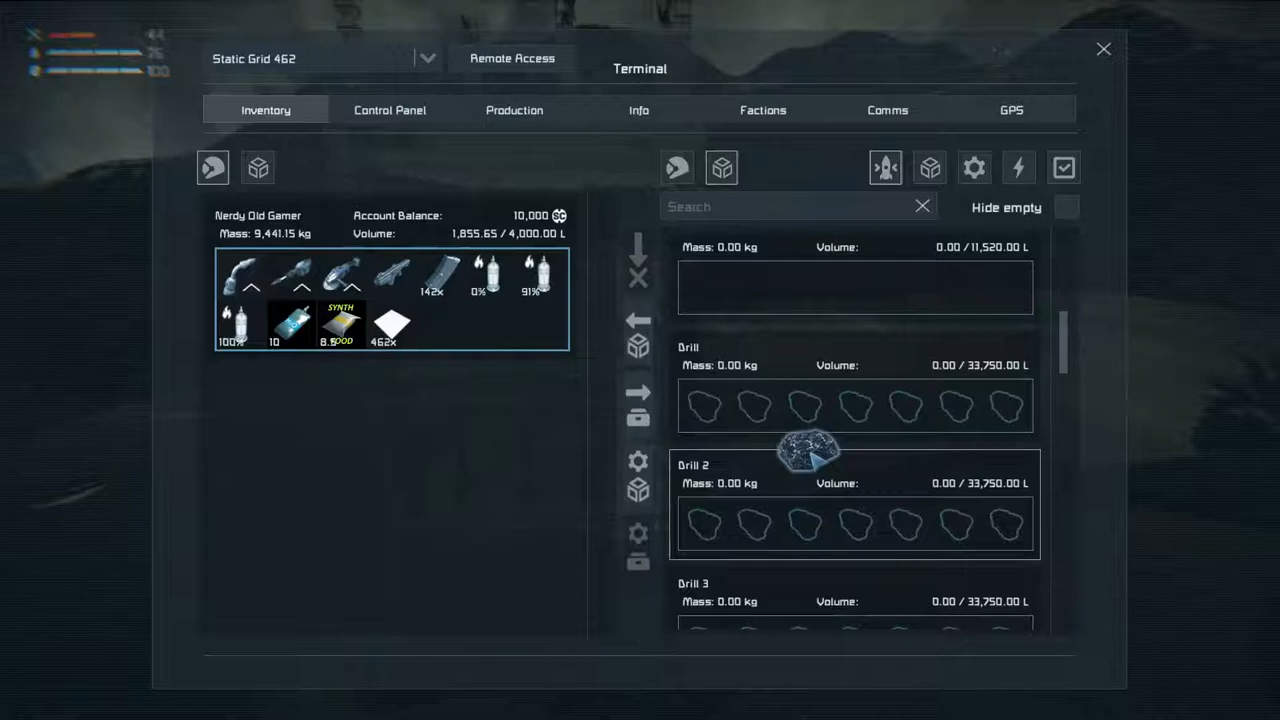 44
76
100
Static Grid 462
Remote Access
Terminal
Inventory
Control Panel
Production
Info
Factions
Comms
GPS
Nerdy Old Gamer
Account Balance: 10,000 SC
Mass: 9,441.15 kg
Volume: 1,855.65 / 4,000.00 L
142x
0%
91%
100%
10
SYNTH
FOOD
8.5
462x
Search
Hide empty
Mass: 0.00 kg Volume: 0.00 / 11,520.00 L
Drill
Mass: 0.00 kg Volume: 0.00 / 33,750.00 L
Drill 2
Mass: 0.00 kg Volume: 0.00 / 33,750.00 L
Drill 3
Mass: 0.00 kg Volume: 0.00 / 33,750.00 L